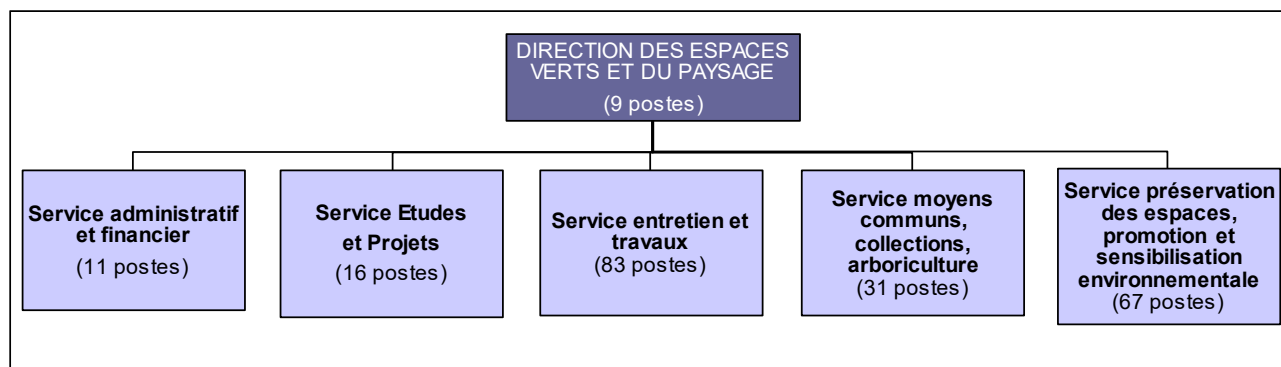 DIRECTION DES ESPACES
VERTS ET DU PAYSAGE
(9 postes)
Service administratif
et financier
(11 postes)
Service Etudes
et Projets
(16 postes)
Service entretien et
travaux
(83 postes)
Service moyens
communs,
collections,
arboriculture
(31 postes)
Service préservation
des espaces,
promotion et
sensibilisation
environnementale
(67 postes)